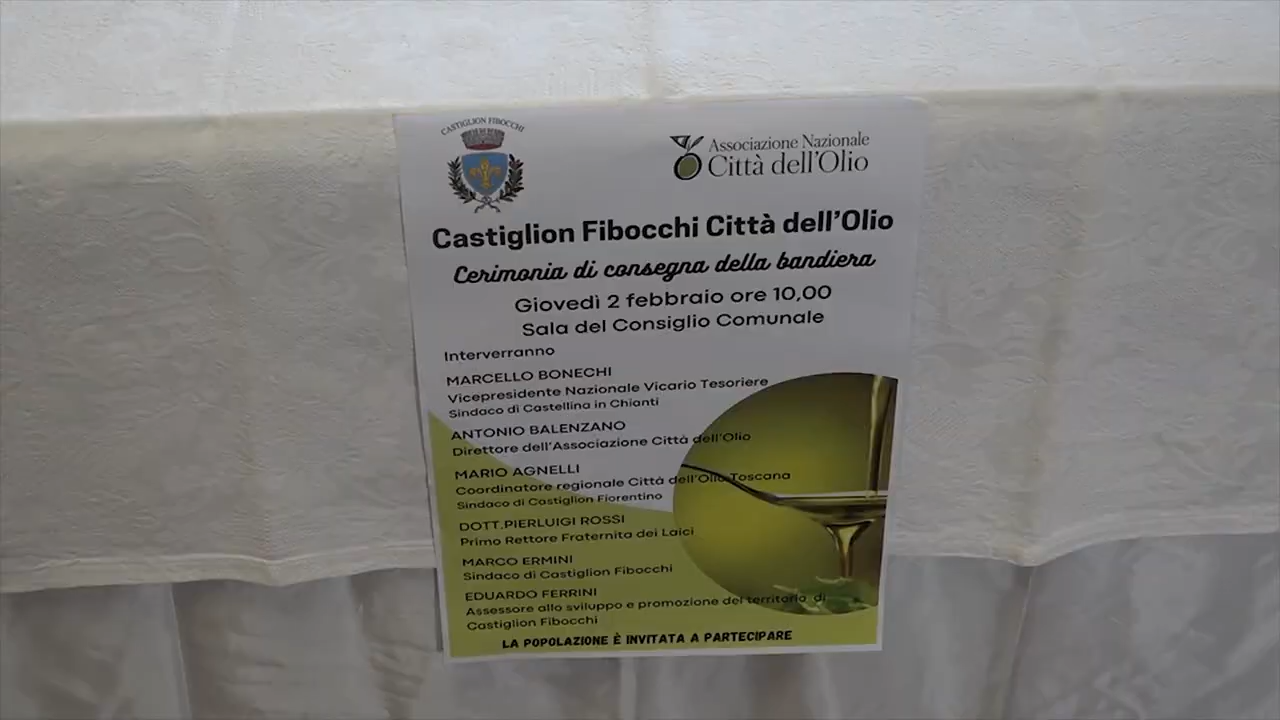 CASTIGLION FIBOCCHI
Associazione Nazionale
Città dell'Olio
Castiglion Fibocchi Città dell'Olio
Cerimonia di consegna della bandiera
Giovedì 2 febbraio ore 10,00
Sala del Consiglio Comunale
Interverranno
MARCELLO BONECHI
Vicepresidente Nazionale Vicario Tesoriere
Sindaco di Castellina in Chianti
ANTONIO BALENZANO
Direttore dell'Associazione Città dell'Olio
MARIO AGNELLI
Coordinatore regionale Città dell'Olio Toscana
Sindaco di Castiglion Fiorentino
DOTT.PIERLUIGI ROSSI
Primo Rettore Fraternita dei Laici
MARCO ERMINI
Sindaco di Castiglion Fibocchi
EDUARDO FERRINI
Assessore allo sviluppo e promozione del territorio di
Castiglion Fibocchi
LA POPOLAZIONE È INVITATA A PARTECIPARE